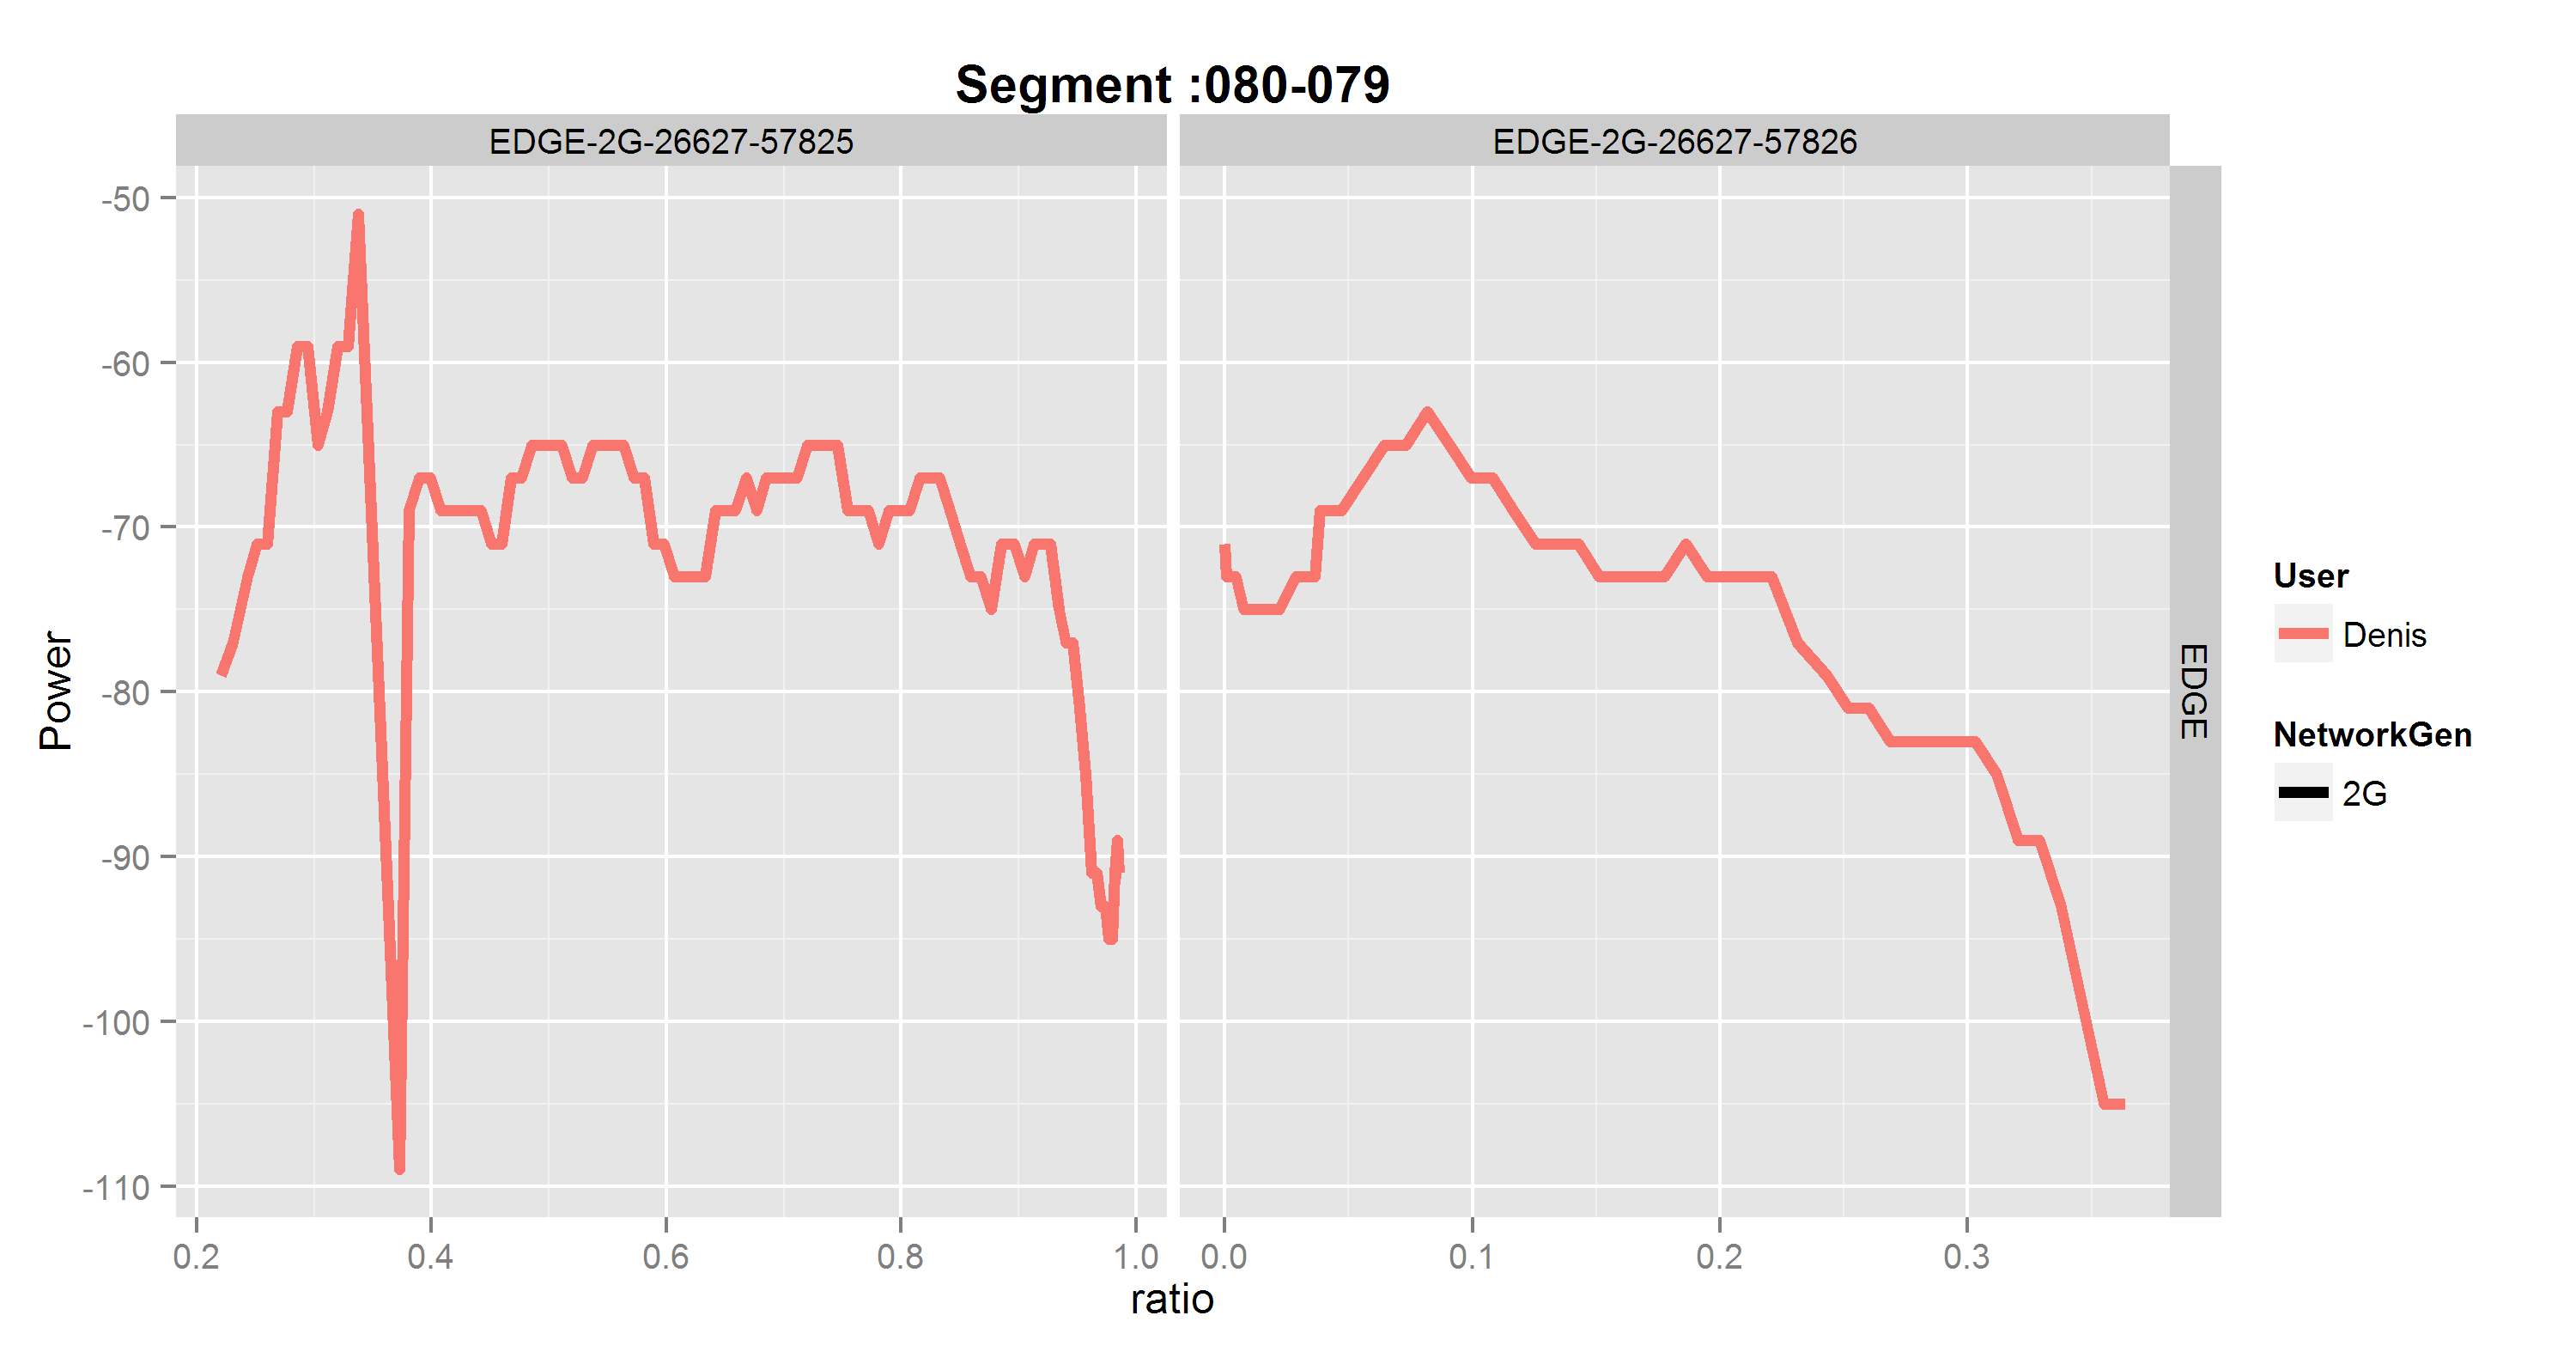 Segment :080-079
EDGE-2G-26627-57825
EDGE-2G-26627-57826
-50
-60
-70
-80
-90
-100
-110
Power
0.2
0.4
0.6
0.8
1.0
0.0
0.1
0.2
0.3
ratio
EDGE
User
Denis
NetworkGen
2G